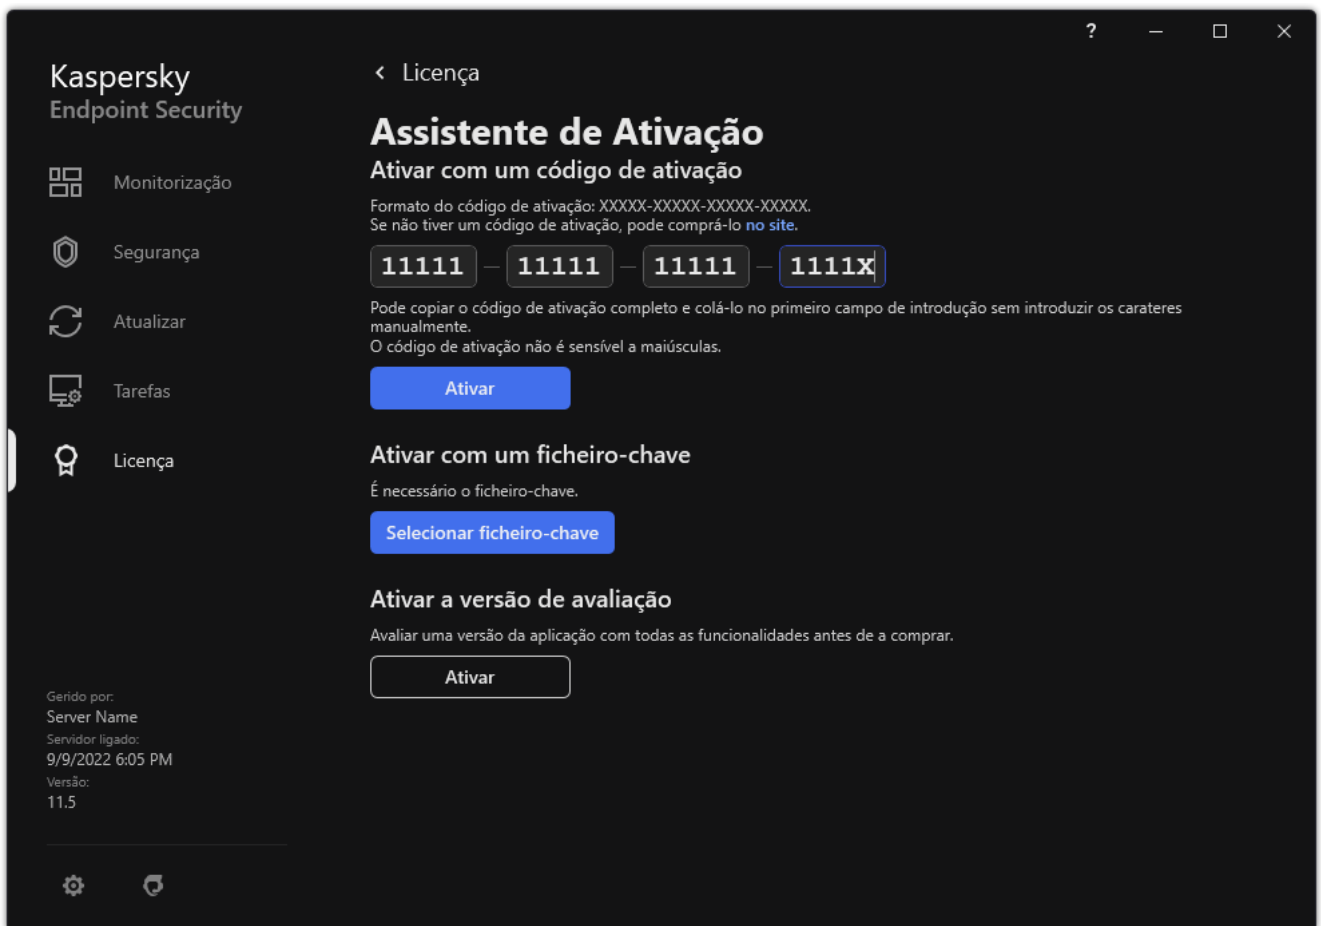 ?
Kaspersky
Endpoint Security
Monitorização
Segurança
Atualizar
Tarefas
Licença
Gerido por:
Server Name
Servidor ligado:
9/9/2022 6:05 PM
Versão:
11.5
Licença
Assistente de Ativação
Ativar com um código de ativação
Formato do código de ativação: XXXXX-XXXXX-XXXXX-XXXXX.
Se não tiver um código de ativação, pode comprá-lo no site.
11111 — 11111 — 11111 — 1111X
Pode copiar o código de ativação completo e colá-lo no primeiro campo de introdução sem introduzir os carateres
manualmente.
O código de ativação não é sensível a maiúsculas.
Ativar
Ativar com um ficheiro-chave
É necessário o ficheiro-chave.
Selecionar ficheiro-chave
Ativar a versão de avaliação
Avaliar uma versão da aplicação com todas as funcionalidades antes de a comprar.
Ativar